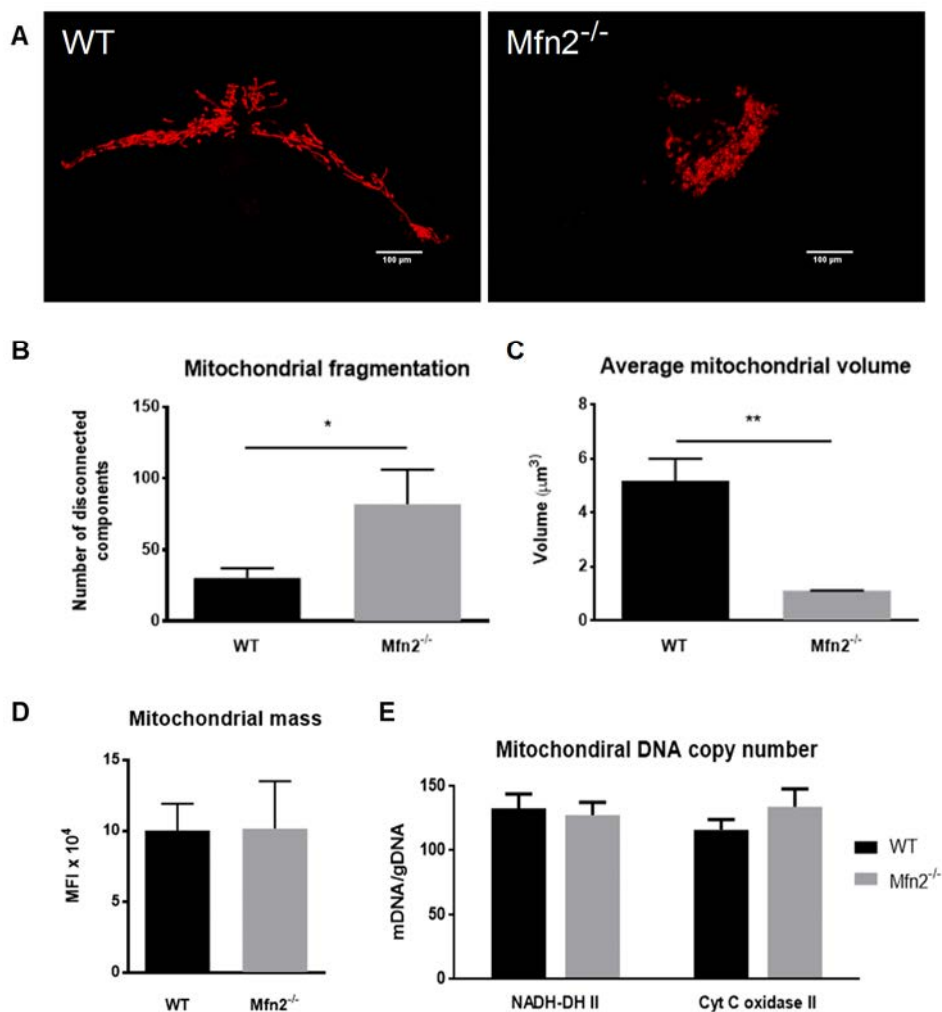 A
WT
Mfn2-/-
100 µm
100 µm
B
Mitochondrial fragmentation
Number of disconnected
components
150
100
50
0
*
WT
Mfn2-/-
C
Average mitochondrial volume
Volume (µm³)
8
6
4
2
0
**
WT
Mfn2-/-
D
Mitochondrial mass
MFI x 10⁴
15
10
5
0
WT
Mfn2-/-
E
Mitochondiral DNA copy number
mDNA/gDNA
150
100
50
0
NADH-DH II
Cyt C oxidase II
WT
Mfn2-/-